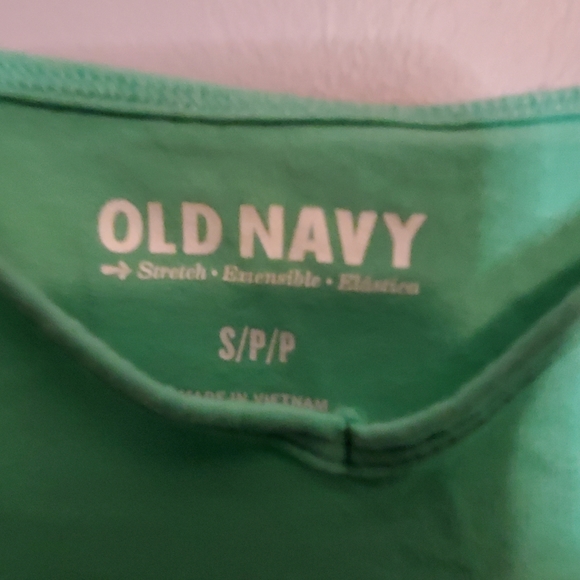 OLD NAVY
→ Stretch • Extensible • Elástica
S/P/P
MADE IN VIETNAM